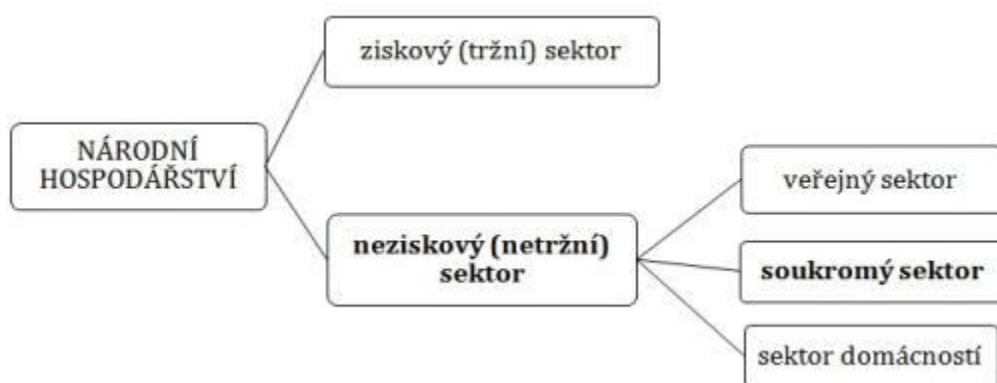 ziskový (tržní) sektor
NÁRODNÍ
HOSPODÁŘSTVÍ
neziskový (netržní)
sektor
veřejný sektor
soukromý sektor
sektor domácností